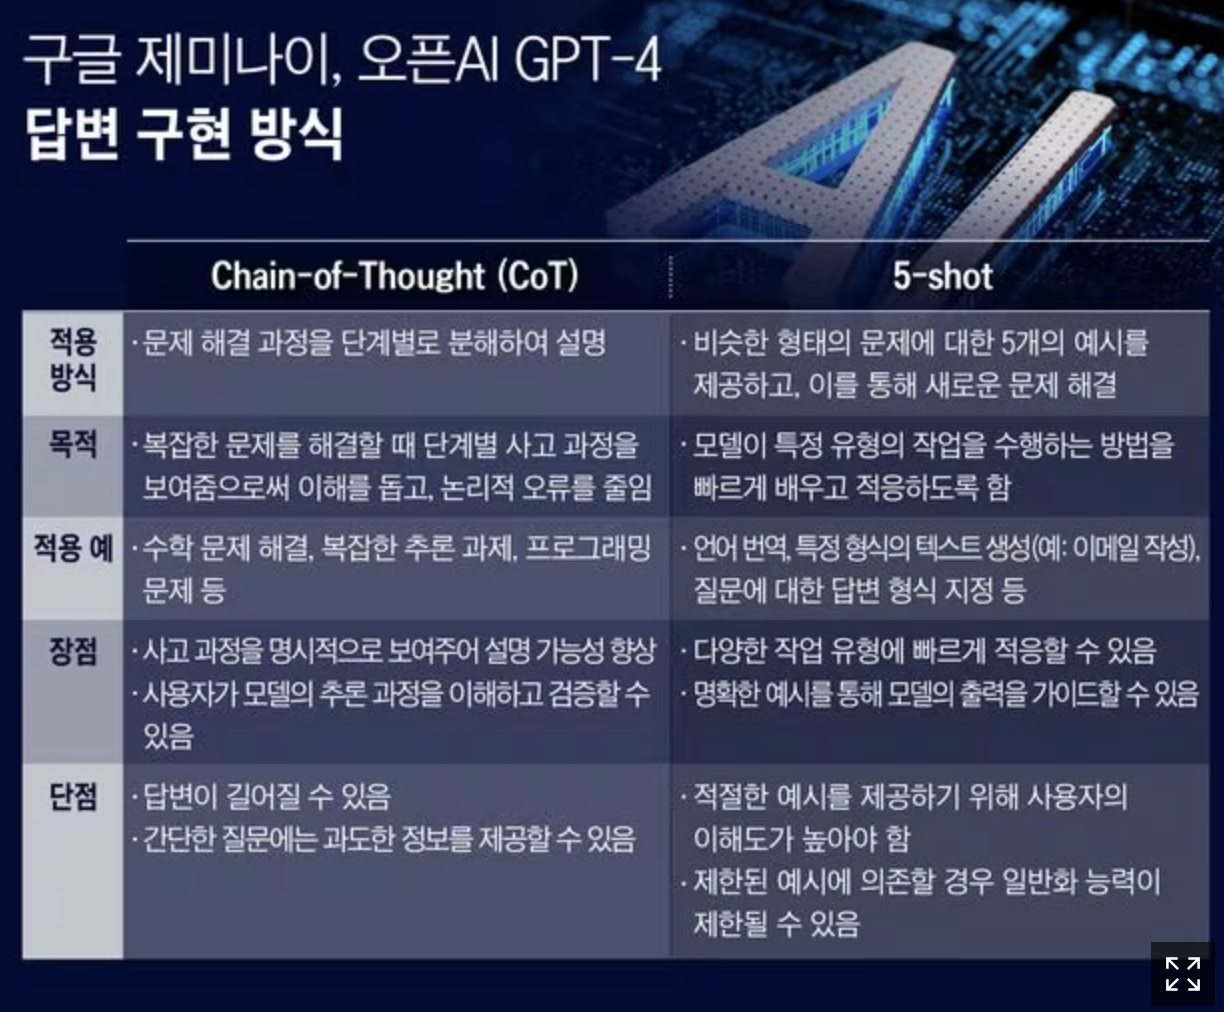 구글 제미나이, 오픈AI GPT-4
답변 구현 방식
Chain-of-Thought (CoT)
5-shot
적용
방식
· 문제 해결 과정을 단계별로 분해하여 설명
· 비슷한 형태의 문제에 대한 5개의 예시를
제공하고, 이를 통해 새로운 문제 해결
목적
· 복잡한 문제를 해결할 때 단계별 사고 과정을
보여줌으로써 이해를 돕고, 논리적 오류를 줄임
· 모델이 특정 유형의 작업을 수행하는 방법을
빠르게 배우고 적응하도록 함
적용 예
· 수학 문제 해결, 복잡한 추론 과제, 프로그래밍
문제 등
· 언어 번역, 특정 형식의 텍스트 생성(예: 이메일 작성),
질문에 대한 답변 형식 지정 등
장점
· 사고 과정을 명시적으로 보여주어 설명 가능성 향상
· 사용자가 모델의 추론 과정을 이해하고 검증할 수
있음
· 다양한 작업 유형에 빠르게 적응할 수 있음
· 명확한 예시를 통해 모델의 출력을 가이드할 수 있음
단점
· 답변이 길어질 수 있음
· 간단한 질문에는 과도한 정보를 제공할 수 있음
· 적절한 예시를 제공하기 위해 사용자의
이해도가 높아야 함
· 제한된 예시에 의존할 경우 일반화 능력이
제한될 수 있음
AI